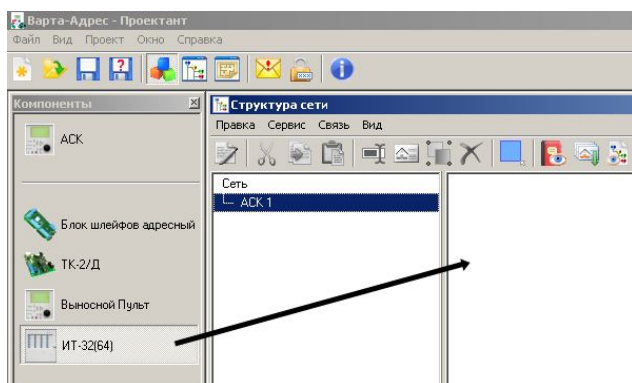 Варта-Адрес - Проектант
Файл Вид Проект Окно Справка
Компоненты
АСК
Блок шлейфов адресный
ТК-2/Д
Выносной Пульт
ИТ-32(64)
Структура сети
Правка Сервис Связь Вид
Сеть
АСК 1